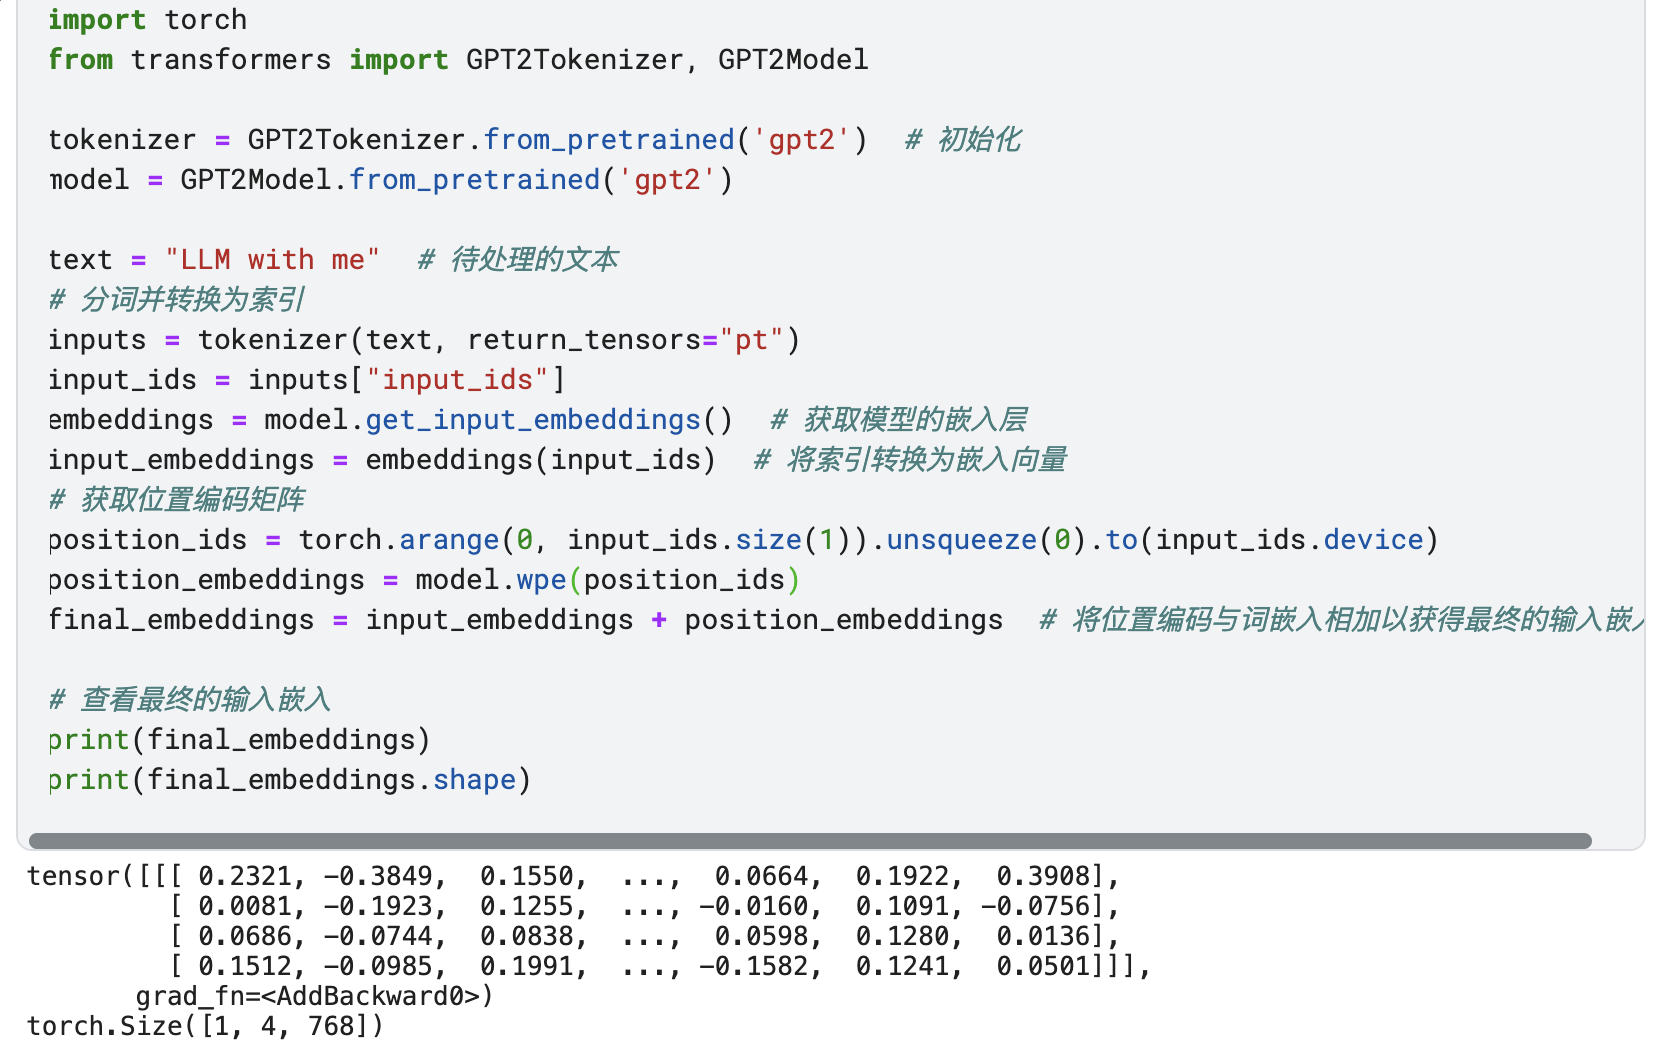 import torch
from transformers import GPT2Tokenizer, GPT2Model
tokenizer = GPT2Tokenizer.from_pretrained('gpt2')  # 初始化
model = GPT2Model.from_pretrained('gpt2')
text = "LLM with me"  # 待处理的文本
# 分词并转换为索引
inputs = tokenizer(text, return_tensors="pt")
input_ids = inputs["input_ids"]
embeddings = model.get_input_embeddings()  # 获取模型的嵌入层
input_embeddings = embeddings(input_ids)  # 将索引转换为嵌入向量
# 获取位置编码矩阵
position_ids = torch.arange(0, input_ids.size(1)).unsqueeze(0).to(input_ids.device)
position_embeddings = model.wpe(position_ids)
final_embeddings = input_embeddings + position_embeddings  # 将位置编码与词嵌入相加以获得最终的输入嵌入
# 查看最终的输入嵌入
print(final_embeddings)
print(final_embeddings.shape)
tensor([[[ 0.2321, -0.3849,  0.1550,  ...,  0.0664,  0.1922,  0.3908],
         [ 0.0081, -0.1923,  0.1255,  ..., -0.0160,  0.1091, -0.0756],
         [ 0.0686, -0.0744,  0.0838,  ...,  0.0598,  0.1280,  0.0136],
         [ 0.1512, -0.0985,  0.1991,  ..., -0.1582,  0.1241,  0.0501]]],
       grad_fn=<AddBackward0>)
torch.Size([1, 4, 768])